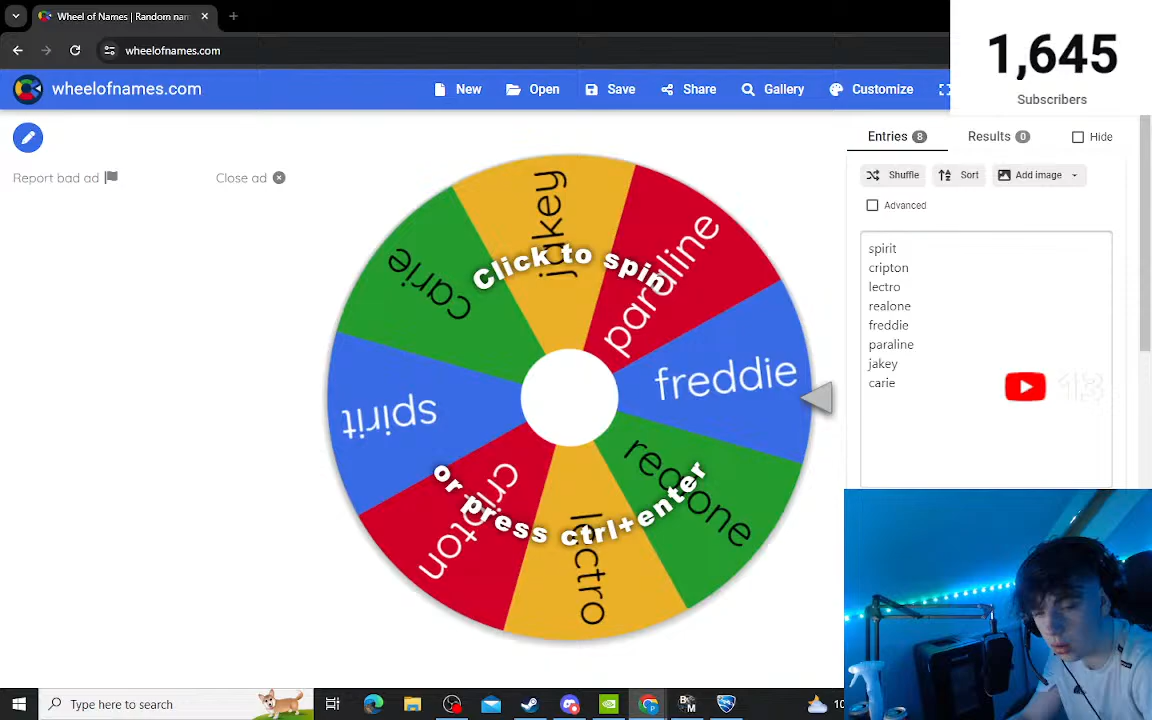 Wheel of Names | Random nam
wheelofnames.com
1,645
Subscribers
wheelofnames.com
New
Open
Save
Share
Gallery
Customize
Entries 8
Results 0
Hide
Report bad ad
Close ad
Shuffle
Sort
Add image
Advanced
spirit
cripton
lectro
realone
freddie
paraline
jakey
carie
13
jakey
paraline
freddie
realone
lectro
cripton
spirit
carie
Click to spin
or press ctrl+enter
Type here to search
10